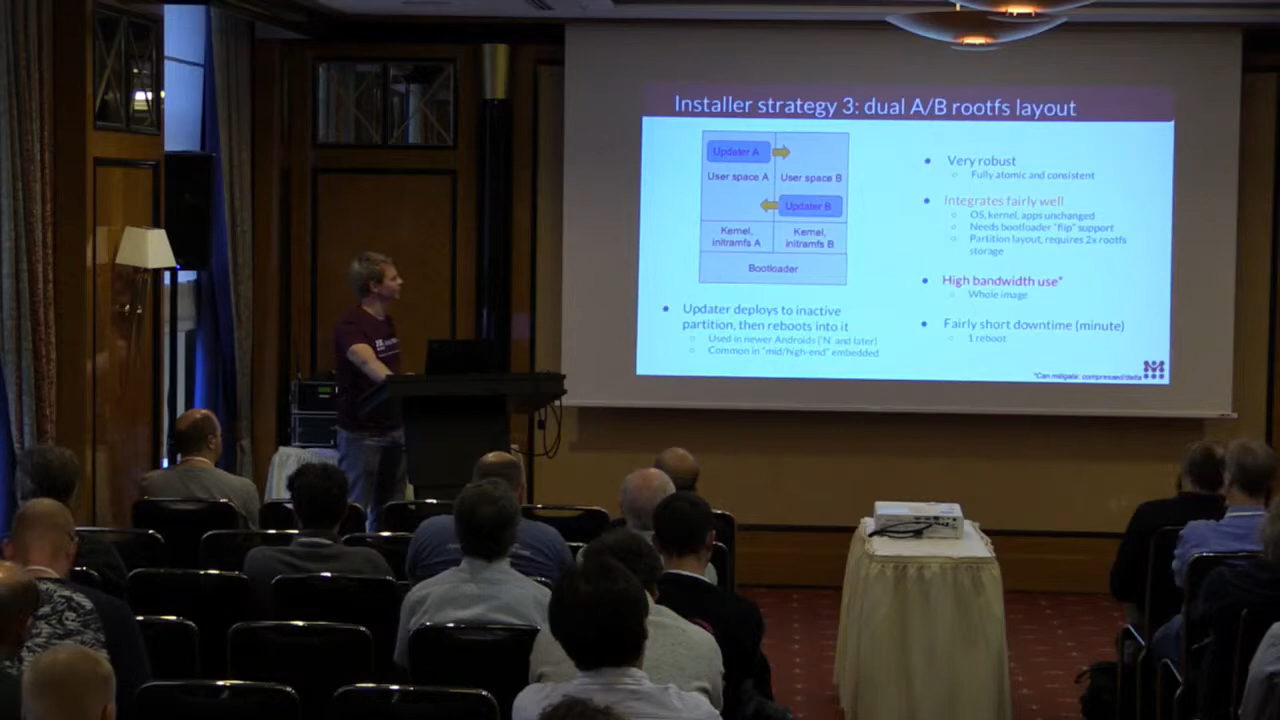 Installer strategy 3: dual A/B rootfs layout
Updater A
User space A
User space B
Updater B
Kernel,
initramfs A
Kernel,
initramfs B
Bootloader
• Updater deploys to inactive
partition, then reboots into it
○ Used in newer Androids ('N' and later)
○ Common in "mid/high-end" embedded
• Very robust
○ Fully atomic and consistent
• Integrates fairly well
○ OS, kernel, apps unchanged
○ Needs bootloader "flip" support
○ Partition layout, requires 2x rootfs
storage
• High bandwidth use*
○ Whole image
• Fairly short downtime (minute)
○ 1 reboot
*Can mitigate: compressed/delta